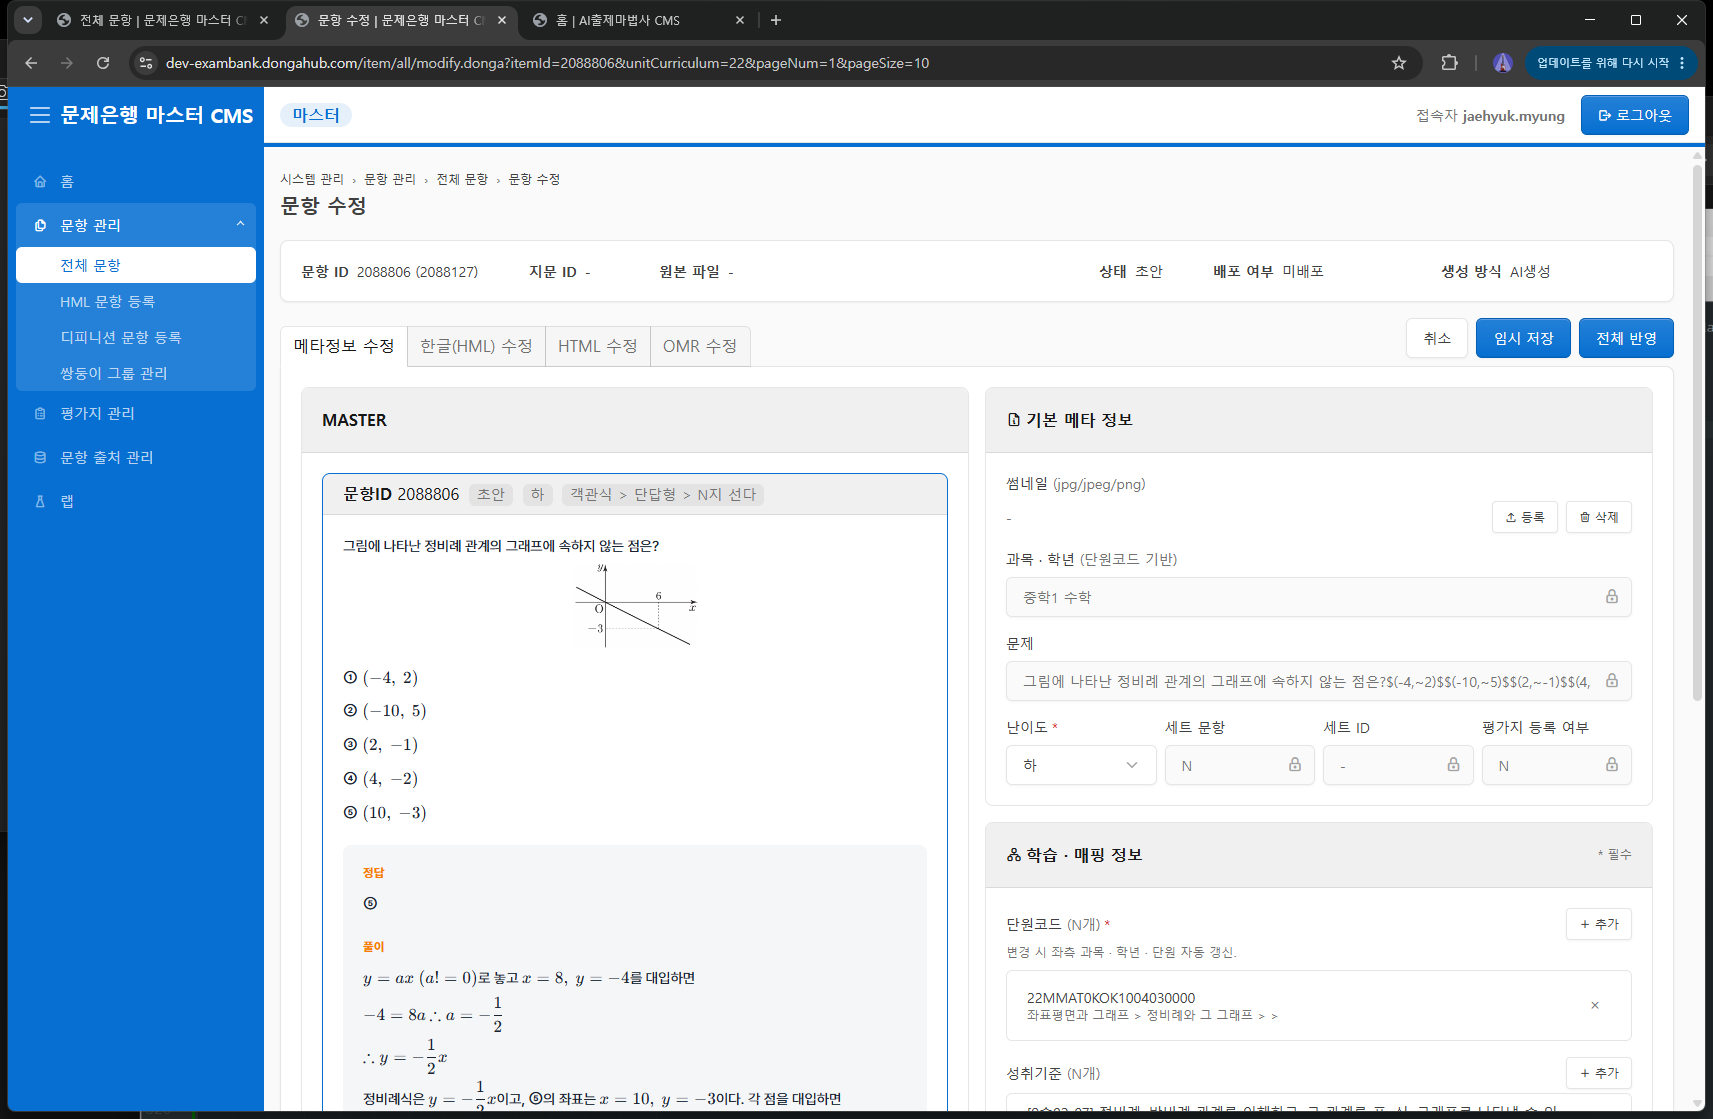 전체 문항 | 문제은행 마스터 C
문항 수정 | 문제은행 마스터 C
홈 | AI출제마법사 CMS
dev-exambank.dongahub.com/item/all/modify.donga?itemId=2088806&unitCurriculum=22&pageNum=1&pageSize=10
업데이트를 위해 다시 시작
문제은행 마스터 CMS
마스터
접속자 jaehyuk.myung
로그아웃
홈
문항 관리
전체 문항
HML 문항 등록
디피니션 문항 등록
쌍둥이 그룹 관리
평가지 관리
문항 출처 관리
랩
시스템 관리 > 문항 관리 > 전체 문항 > 문항 수정
문항 수정
문항 ID 2088806 (2088127)
지문 ID -
원본 파일 -
상태 초안
배포 여부 미배포
생성 방식 AI생성
메타정보 수정
한글(HML) 수정
HTML 수정
OMR 수정
취소
임시 저장
전체 반영
MASTER
문항ID 2088806 초안 하 객관식 > 단답형 > N지 선다
그림에 나타난 정비례 관계의 그래프에 속하지 않는 점은?
y
6
O
x
−3
① (−4, 2)
② (−10, 5)
③ (2, −1)
④ (4, −2)
⑤ (10, −3)
정답
⑤
풀이
y = ax (a! = 0)로 놓고 x = 8, y = −4를 대입하면
−4 = 8a ∴ a = −1/2
∴ y = −1/2x
정비례식은 y = −1/2x이고, ⑤의 좌표는 x = 10, y = −3이다. 각 점을 대입하면
기본 메타 정보
썸네일 (jpg/jpeg/png)
-
등록
삭제
과목 · 학년 (단원코드 기반)
중학1 수학
문제
그림에 나타난 정비례 관계의 그래프에 속하지 않는 점은?$(-4,~2)$$(-10,~5)$$(2,~-1)$$(4,
난이도 *
세트 문항
세트 ID
평가지 등록 여부
하
N
-
N
학습 · 매핑 정보
* 필수
단원코드 (N개) *
+ 추가
변경 시 좌측 과목 · 학년 · 단원 자동 갱신.
22MMAT0KOK1004030000
좌표평면과 그래프 > 정비례와 그 그래프 > >
성취기준 (N개)
+ 추가